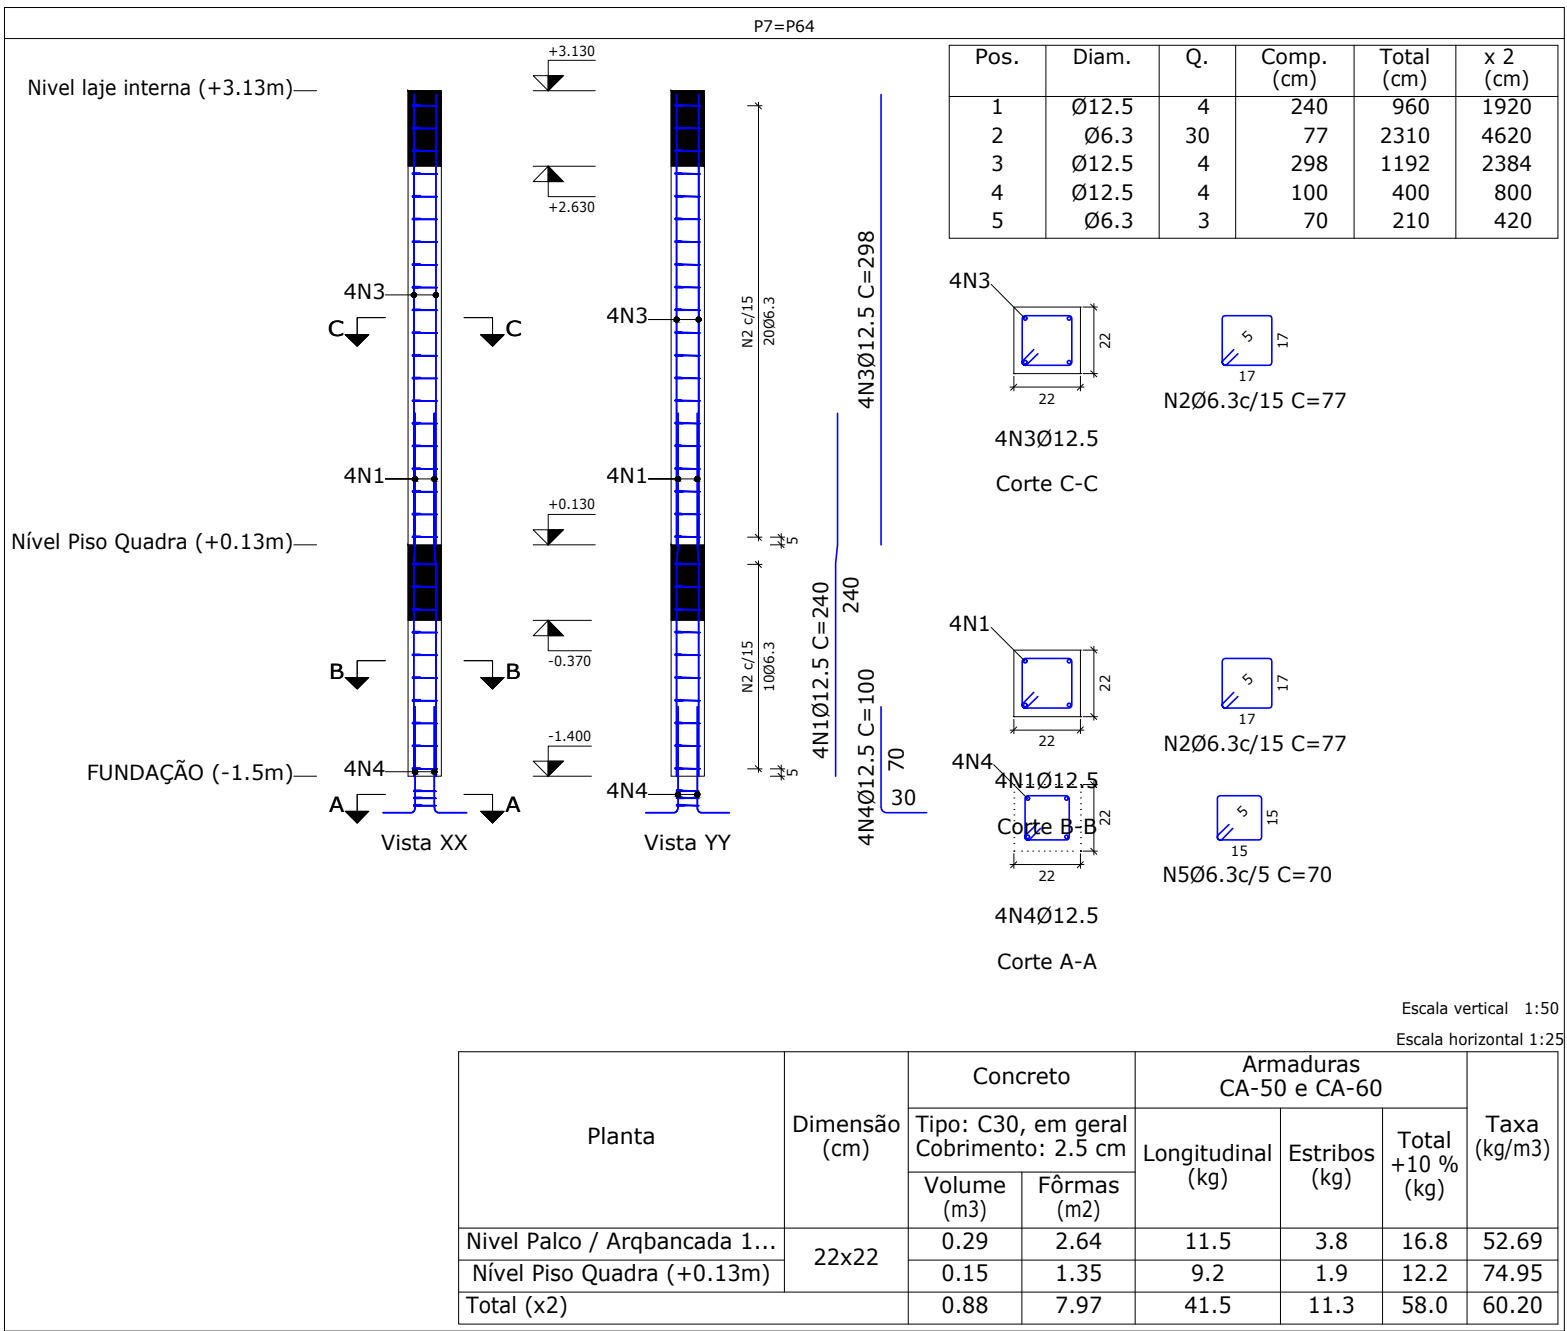 P7=P64
Nivel laje interna (+3.13m)
+3.130
+2.630
4N3
C C
4N3
4N1
4N1
Nível Piso Quadra (+0.13m)
+0.130
-0.370
B B
-1.400
FUNDAÇÃO (-1.5m)
4N4
4N4
A A
Vista XX
Vista YY
N2 c/15
20Ø6.3
5
N2 c/15
10Ø6.3
5
4N1Ø12.5 C=240
240
4N3Ø12.5 C=298
4N4Ø12.5 C=100
70
30
Pos. Diam. Q. Comp. (cm) Total (cm) x 2 (cm)
1 Ø12.5 4 240 960 1920
2 Ø6.3 30 77 2310 4620
3 Ø12.5 4 298 1192 2384
4 Ø12.5 4 100 400 800
5 Ø6.3 3 70 210 420
4N3
22
22
4N3Ø12.5
Corte C-C
5
17
17
N2Ø6.3c/15 C=77
4N1
22
22
4N1Ø12.5
Corte B-B
5
17
17
N2Ø6.3c/15 C=77
4N4
22
22
4N4Ø12.5
Corte A-A
5
15
15
N5Ø6.3c/5 C=70
Escala vertical 1:50
Escala horizontal 1:25
Planta
Dimensão
(cm)
Concreto
Tipo: C30, em geral
Cobrimento: 2.5 cm
Volume
(m3)
Fôrmas
(m2)
Armaduras
CA-50 e CA-60
Longitudinal
(kg)
Estribos
(kg)
Total
+10 %
(kg)
Taxa
(kg/m3)
Nivel Palco / Arqbancada 1... 22x22 0.29 2.64 11.5 3.8 16.8 52.69
Nível Piso Quadra (+0.13m) 0.15 1.35 9.2 1.9 12.2 74.95
Total (x2) 0.88 7.97 41.5 11.3 58.0 60.20